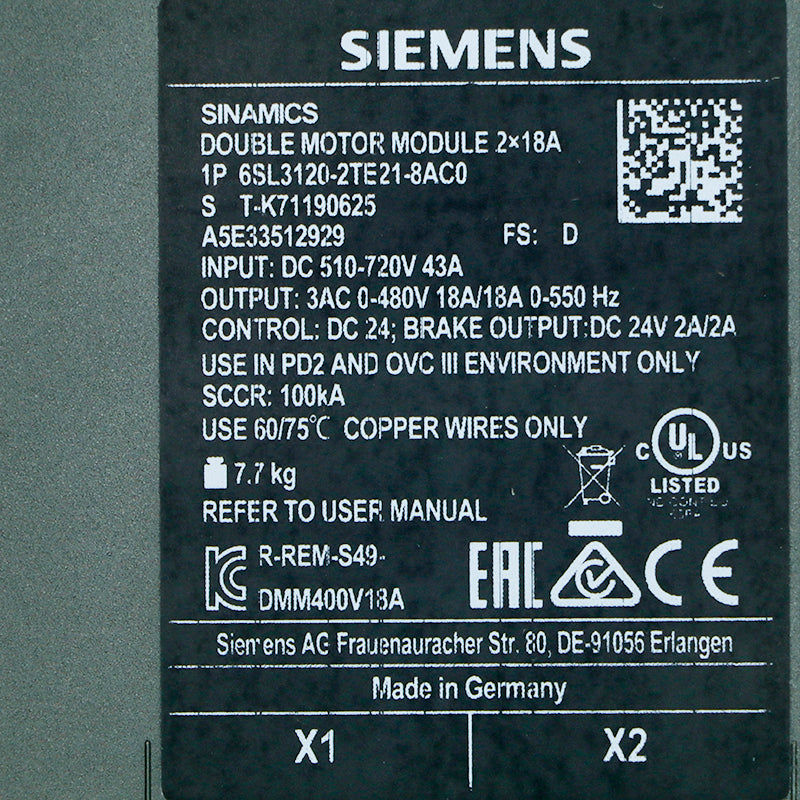 SIEMENS
SINAMICS
DOUBLE MOTOR MODULE 2×18A
1P 6SL3120-2TE21-8AC0
S T-K71190625
A5E33512929 FS: D
INPUT: DC 510-720V 43A
OUTPUT: 3AC 0-480V 18A/18A 0-550 Hz
CONTROL: DC 24; BRAKE OUTPUT:DC 24V 2A/2A
USE IN PD2 AND OVC III ENVIRONMENT ONLY
SCCR: 100kA
USE 60/75℃ COPPER WIRES ONLY
C UL US
LISTED
7.7 kg
REFER TO USER MANUAL
R-REM-S49-
DMM400V18A
EAC CE
Siemens AG Frauenauracher Str. 80, DE-91056 Erlangen
Made in Germany
X1 X2